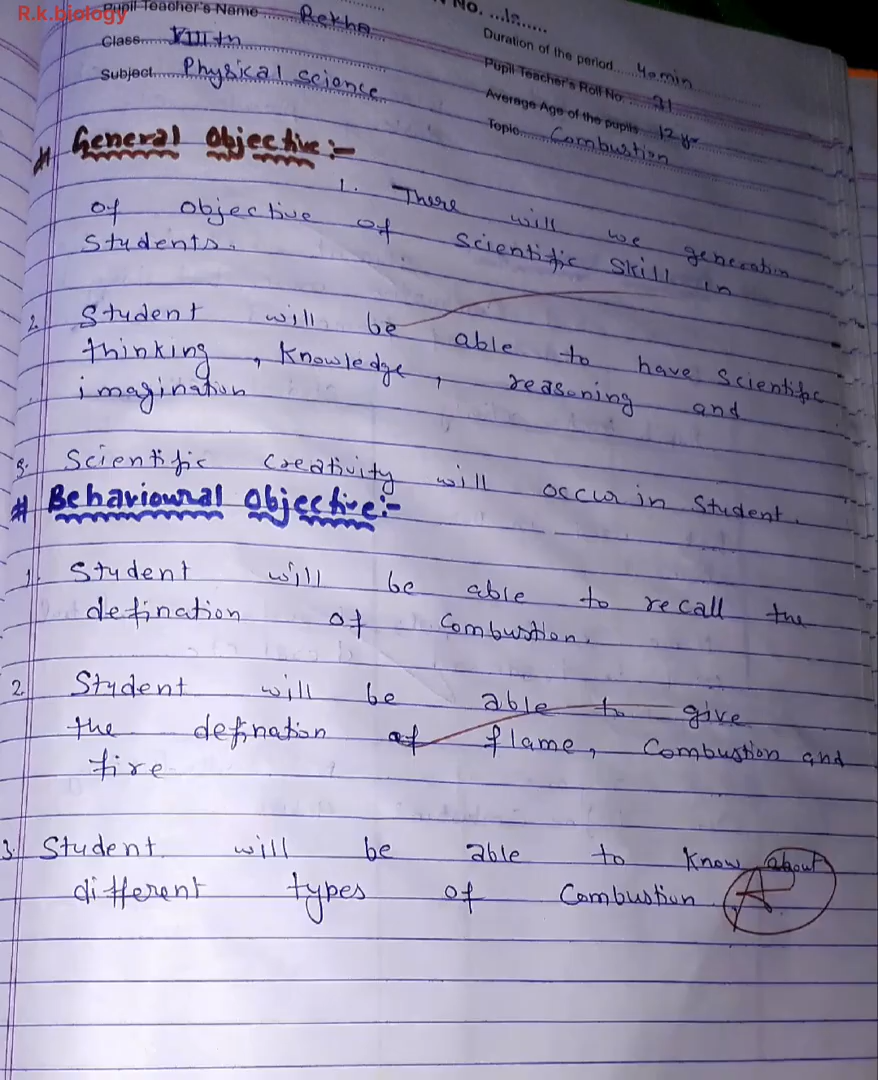 R.k.biology
Pupil Teacher's Name Rekha
Class VIII th
Subject Physical science
No.
Duration of the period 40 min
Pupil Teacher's Roll No. 21
Average Age of the pupils 12 yr
Topic Combustion
# General Objective :-
1. There will we generation
of objective of scientific skill in
students.
2. Student will be able to have scientific
thinking, knowledge, reasoning and
imagination
3. Scientific creativity will occur in student.
# Behavioural Objective :-
1. Student will be able to recall the
defination of combustion.
2. Student will be able to give
the defination of flame, combustion and
fire
3. Student will be able to know about
different types of combustion